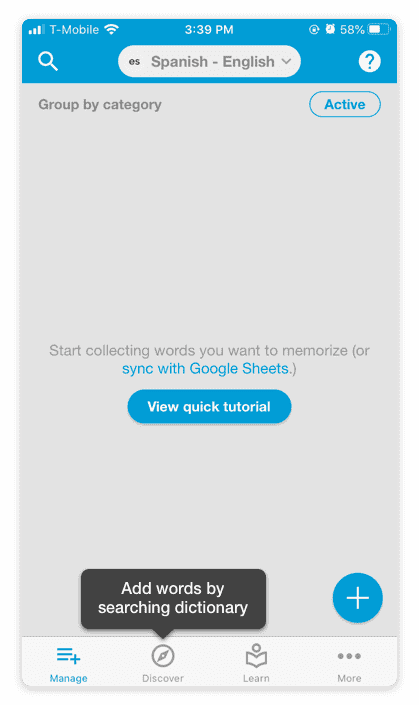 T-Mobile 3:39 PM 58%
es Spanish - English
Group by category Active
Start collecting words you want to memorize (or
sync with Google Sheets.)
View quick tutorial
Add words by
searching dictionary
Manage Discover Learn More